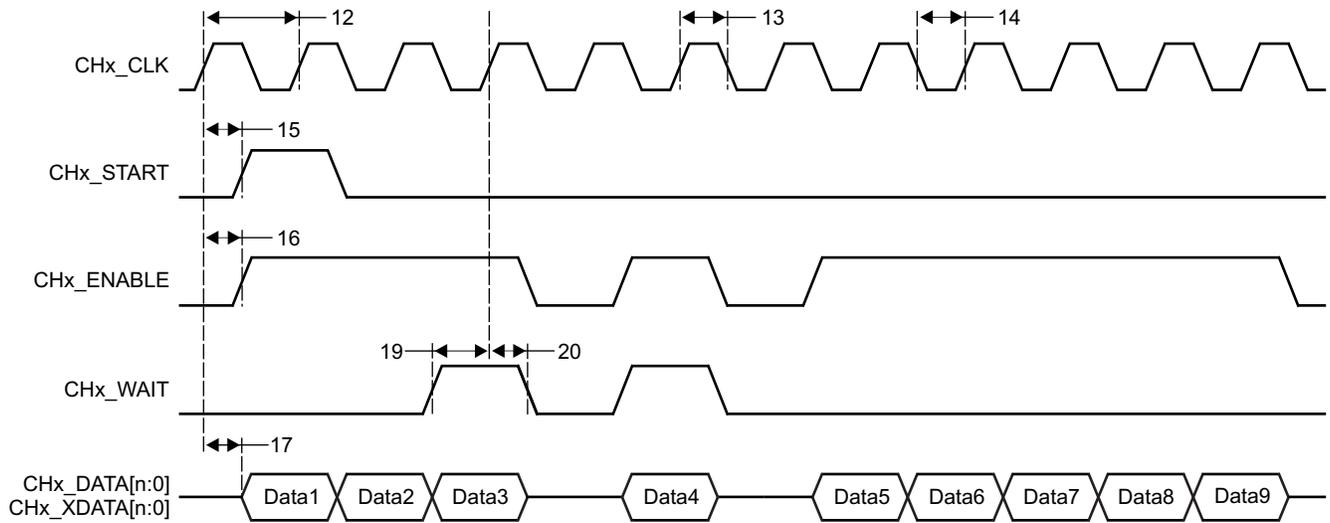 12
13
14
CHx_CLK
15
CHx_START
16
CHx_ENABLE
19
20
CHx_WAIT
17
CHx_DATA[n:0]
CHx_XDATA[n:0]
Data1 Data2 Data3 Data4 Data5 Data6 Data7 Data8 Data9